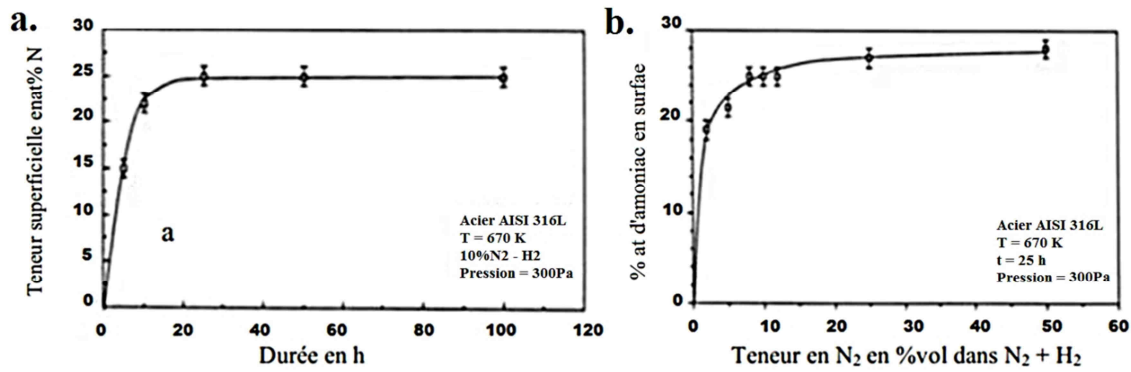 a.
Teneur superficielle enat% N
30
25
20
15
10
5
0
a
Acier AISI 316L
T = 670 K
10%N2 - H2
Pression = 300Pa
0 20 40 60 80 100 120
Durée en h
b.
% at d'amoniac en surfae
30
20
10
0
Acier AISI 316L
T = 670 K
t = 25 h
Pression = 300Pa
0 10 20 30 40 50 60
Teneur en N₂ en %vol dans N₂ + H₂